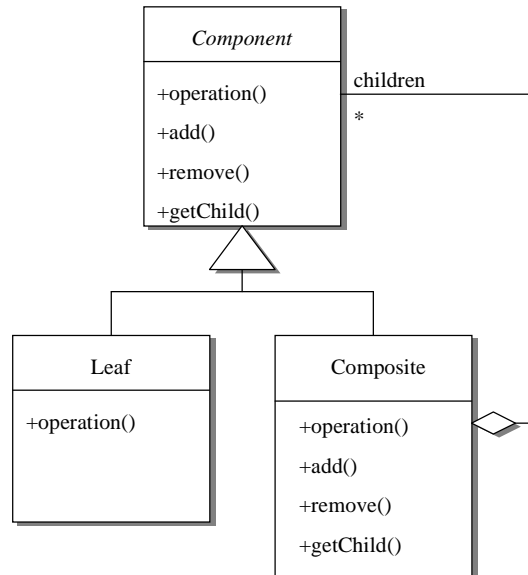 Component
+operation()
+add()
+remove()
+getChild()
children
*
Leaf
+operation()
Composite
+operation()
+add()
+remove()
+getChild()